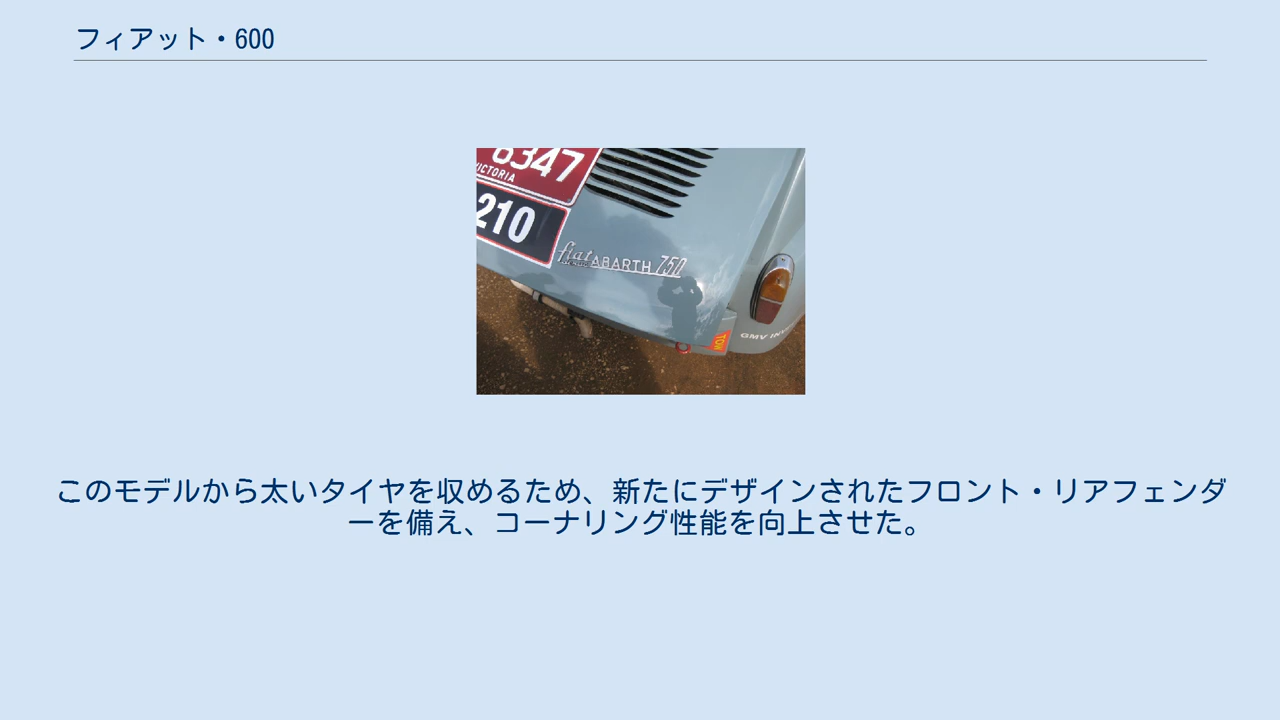 フィアット・600
6347
VICTORIA
210
fiat ABARTH 750
TOW
GMV INV
このモデルから太いタイヤを収めるため、新たにデザインされたフロント・リアフェンダ
ーを備え、コーナリング性能を向上させた。